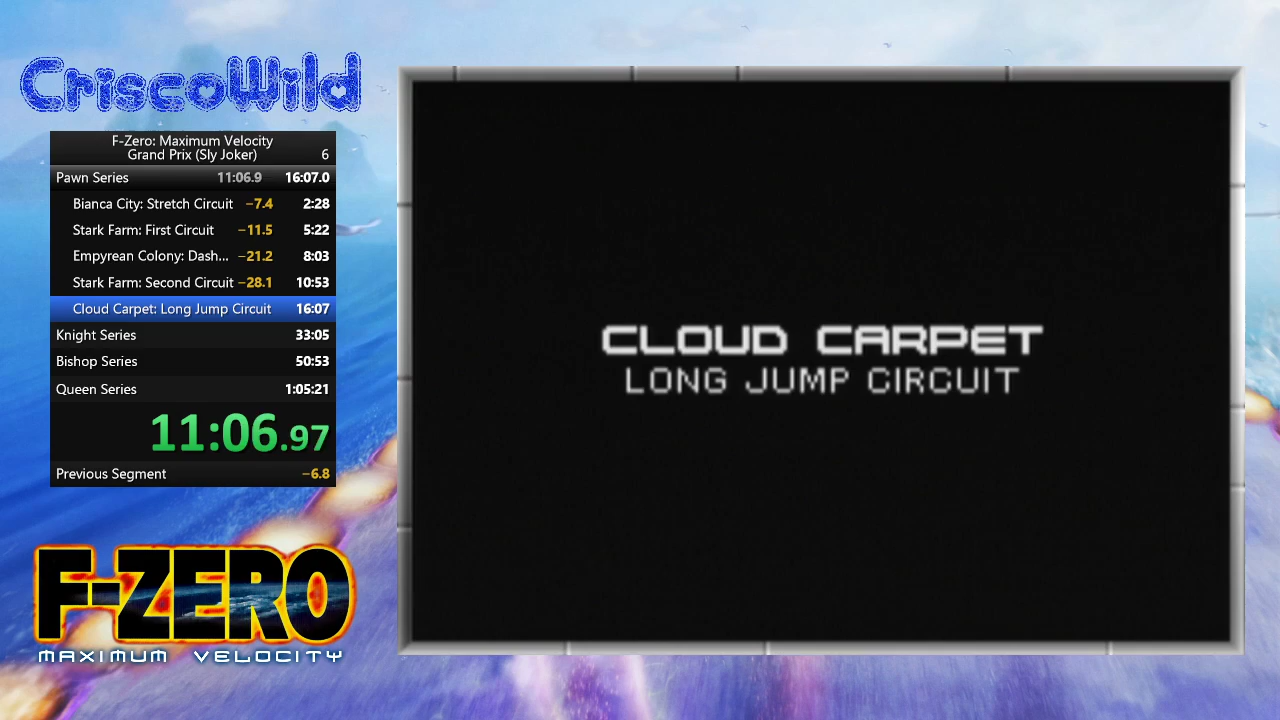 CriscoWild
F-Zero: Maximum Velocity
Grand Prix (Sly Joker) 6
Pawn Series 11:06.9 16:07.0
Bianca City: Stretch Circuit −7.4 2:28
Stark Farm: First Circuit −11.5 5:22
Empyrean Colony: Dash... −21.2 8:03
Stark Farm: Second Circuit −28.1 10:53
Cloud Carpet: Long Jump Circuit 16:07
Knight Series 33:05
Bishop Series 50:53
Queen Series 1:05:21
11:06.97
Previous Segment −6.8
F-ZERO
MAXIMUM VELOCITY
CLOUD CARPET
LONG JUMP CIRCUIT